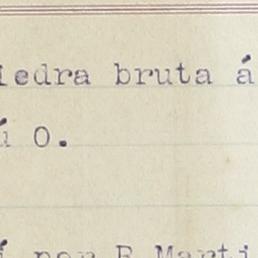 iedra bruta á
ú O.
í por F Marti